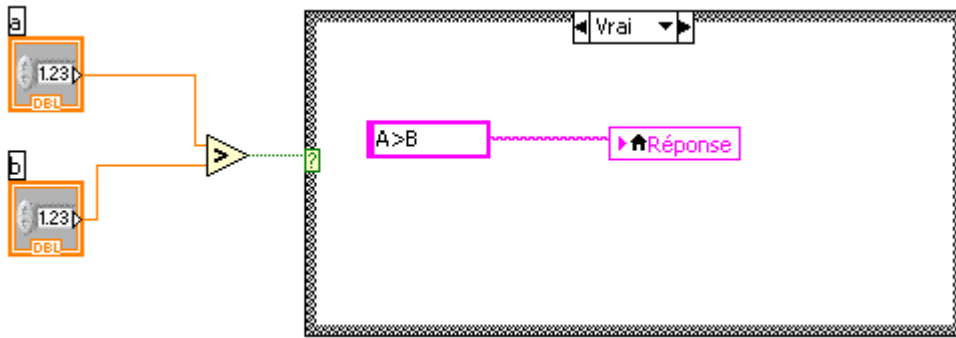 a
1.23
DBL
b
1.23
DBL
>
?
Vrai
A>B
Réponse